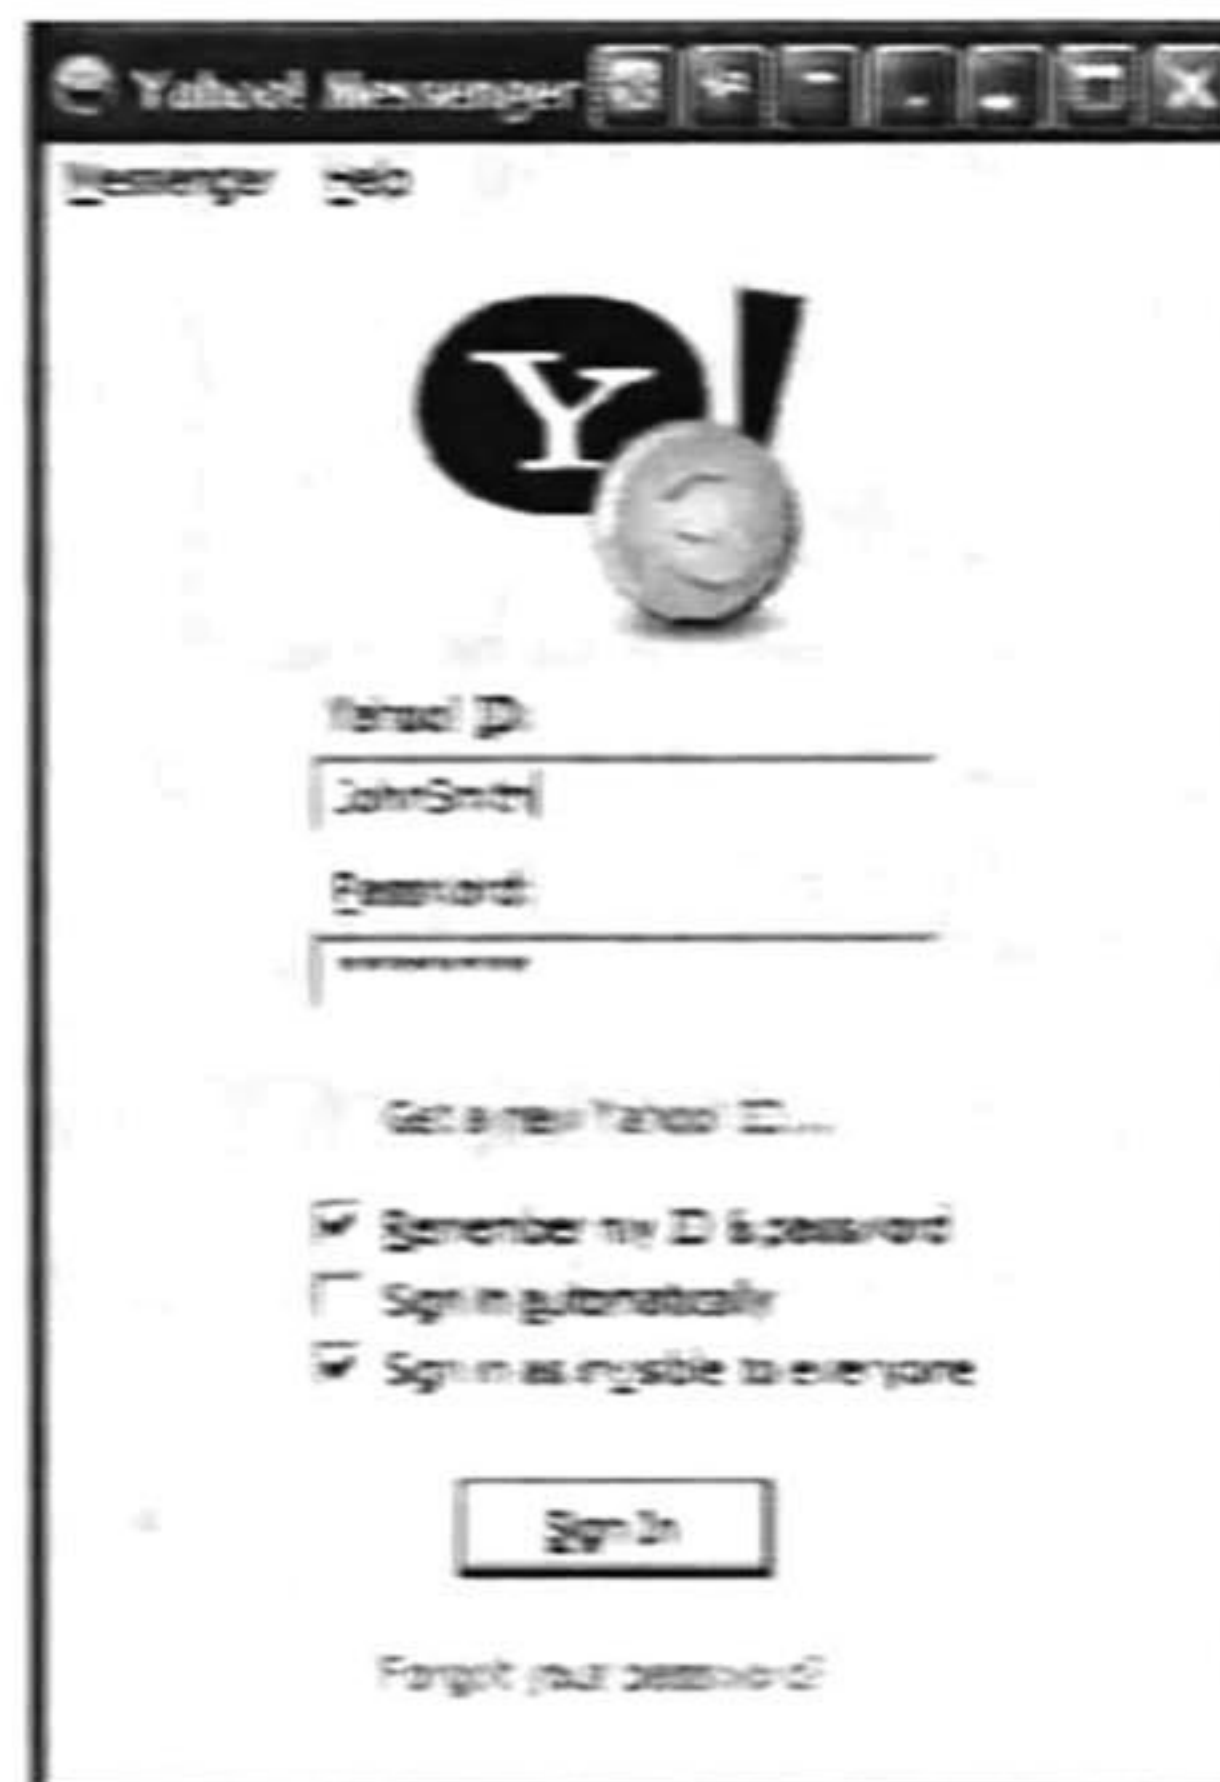 Yahoo! Messenger
Messenger Help
Y!
Yahoo! ID:
JohnSmith
Password:
Get a new Yahoo! ID...
Remember my ID & password
Sign in automatically
Sign in as invisible to everyone
Sign In
Forgot your password?